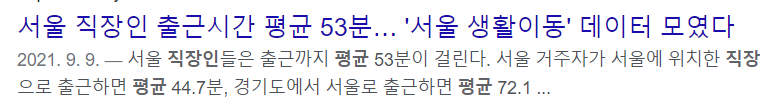 서울 직장인 출근시간 평균 53분... '서울 생활이동' 데이터 모였다
2021. 9. 9. — 서울 직장인들은 출근까지 평균 53분이 걸린다. 서울 거주자가 서울에 위치한 직장
으로 출근하면 평균 44.7분, 경기도에서 서울로 출근하면 평균 72.1 ...